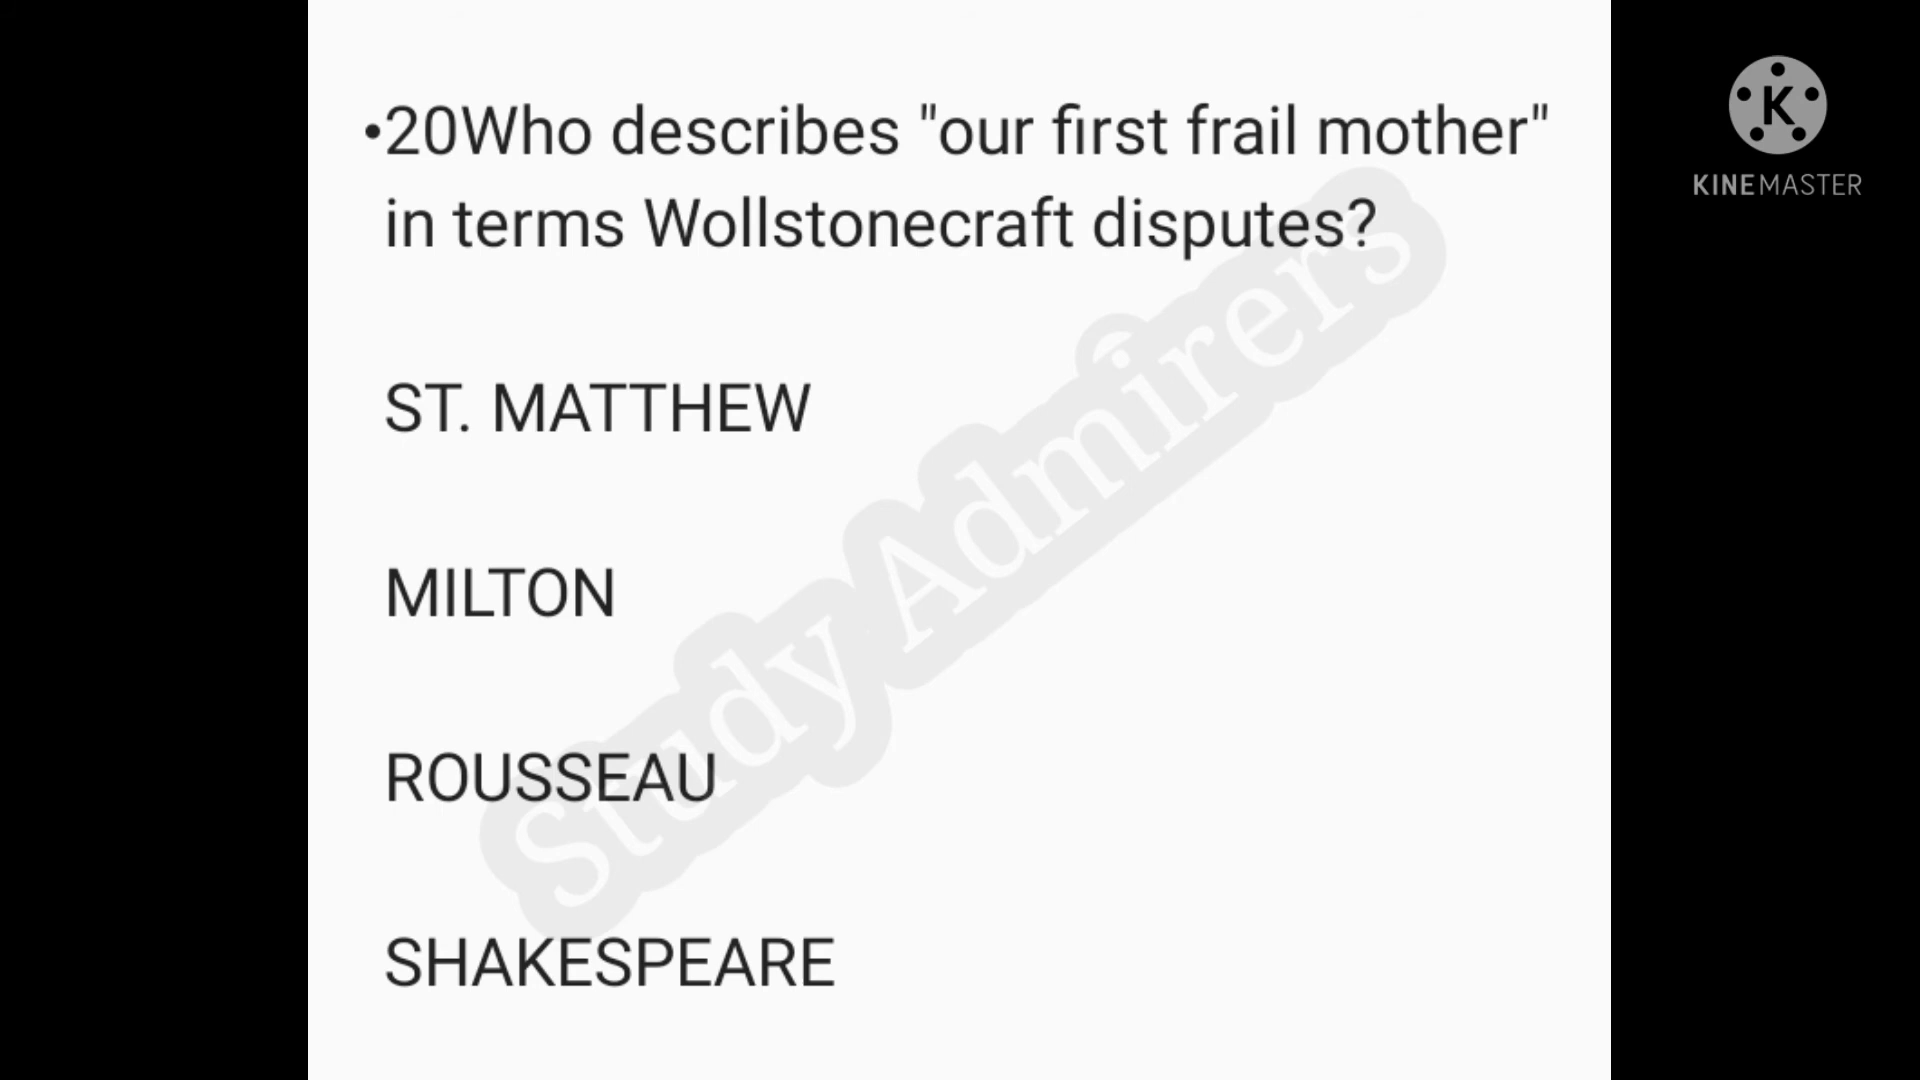 •20Who describes "our first frail mother"
in terms Wollstonecraft disputes?
ST. MATTHEW
MILTON
ROUSSEAU
SHAKESPEARE
Study Admirers
K
KINEMASTER